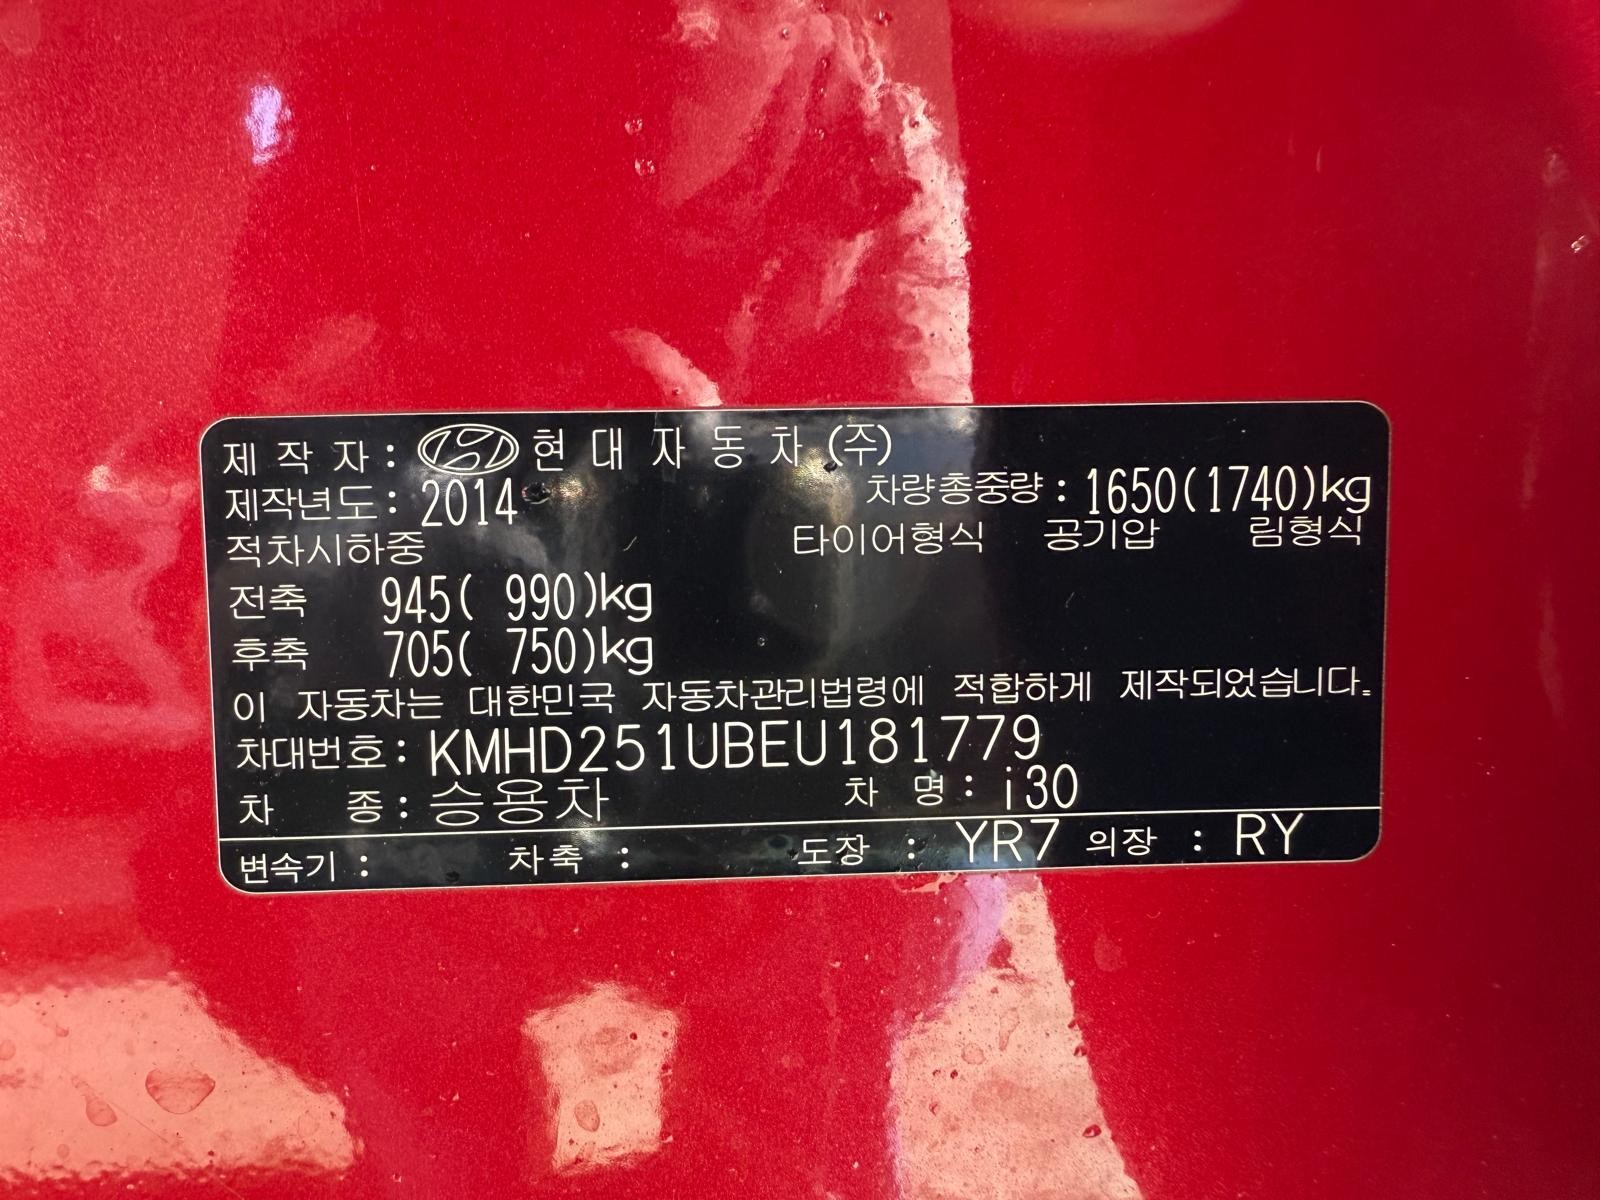 제 작 자 : 현 대 자 동 차 (주)
제작년도 : 2014 차량총중량 : 1650(1740)kg
적차시하중 타이어형식 공기압 림형식
전축 945( 990)kg
후축 705( 750)kg
이 자동차는 대한민국 자동차관리법령에 적합하게 제작되었습니다.
차대번호 : KMHD251UBEU181779
차 종 : 승용차 차 명 : i30
변속기 : 차축 : 도장 : YR7 의장 : RY